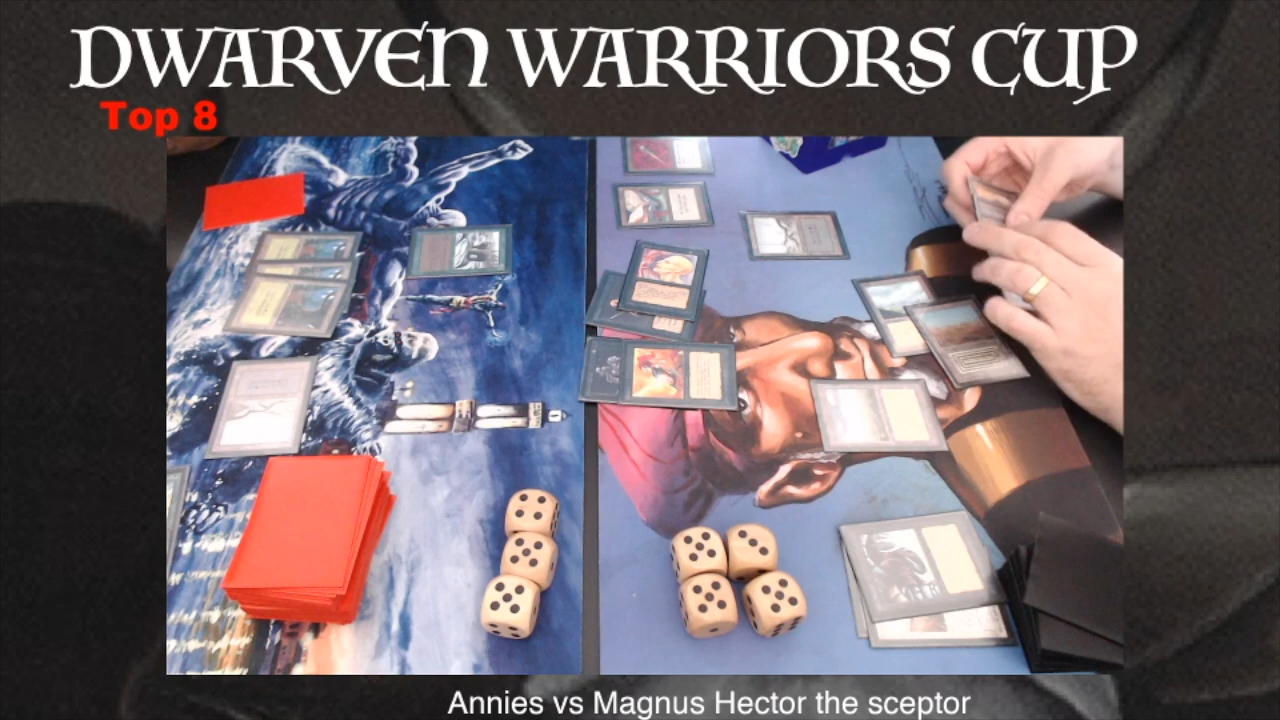 DWARVEN WARRIORS CUP
Top 8
Annies vs Magnus Hector the sceptor